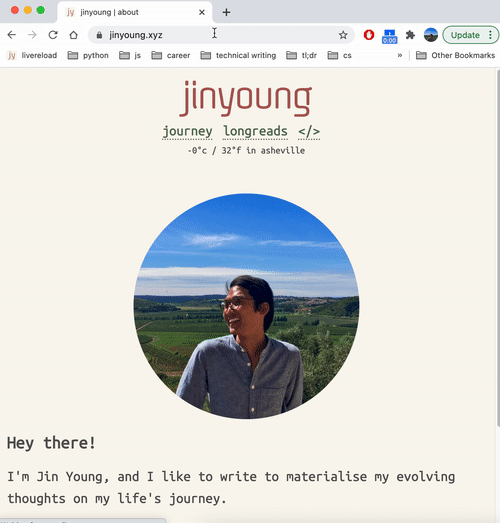 jy jinyoung | about
jinyoung.xyz
Update
0:00
jy livereload python js career technical writing tl;dr cs » Other Bookmarks
jinyoung
journey longreads </>
-0°c / 32°f in asheville
Hey there!
I'm Jin Young, and I like to write to materialise my evolving
thoughts on my life's journey.